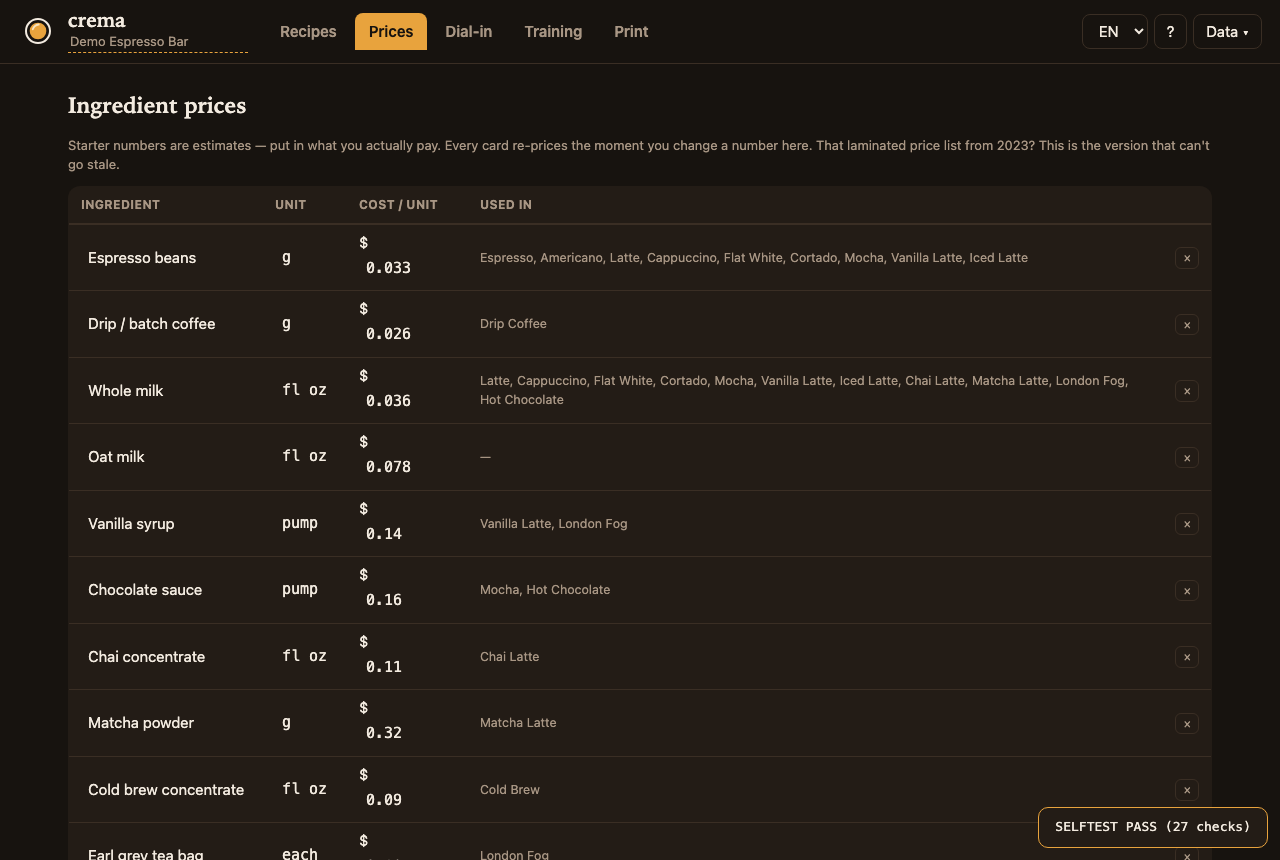 crema
Demo Espresso Bar
Recipes
Prices
Dial-in
Training
Print
EN
?
Data ▾
Ingredient prices
Starter numbers are estimates — put in what you actually pay. Every card re-prices the moment you change a number here. That laminated price list from 2023? This is the version that can't
go stale.
INGREDIENT UNIT COST / UNIT USED IN
Espresso beans g $ 0.033 Espresso, Americano, Latte, Cappuccino, Flat White, Cortado, Mocha, Vanilla Latte, Iced Latte ×
Drip / batch coffee g $ 0.026 Drip Coffee ×
Whole milk fl oz $ 0.036 Latte, Cappuccino, Flat White, Cortado, Mocha, Vanilla Latte, Iced Latte, Chai Latte, Matcha Latte, London Fog,
Hot Chocolate ×
Oat milk fl oz $ 0.078 — ×
Vanilla syrup pump $ 0.14 Vanilla Latte, London Fog ×
Chocolate sauce pump $ 0.16 Mocha, Hot Chocolate ×
Chai concentrate fl oz $ 0.11 Chai Latte ×
Matcha powder g $ 0.32 Matcha Latte ×
Cold brew concentrate fl oz $ 0.09 Cold Brew ×
Earl grey tea bag each $ London Fog ×
SELFTEST PASS (27 checks)